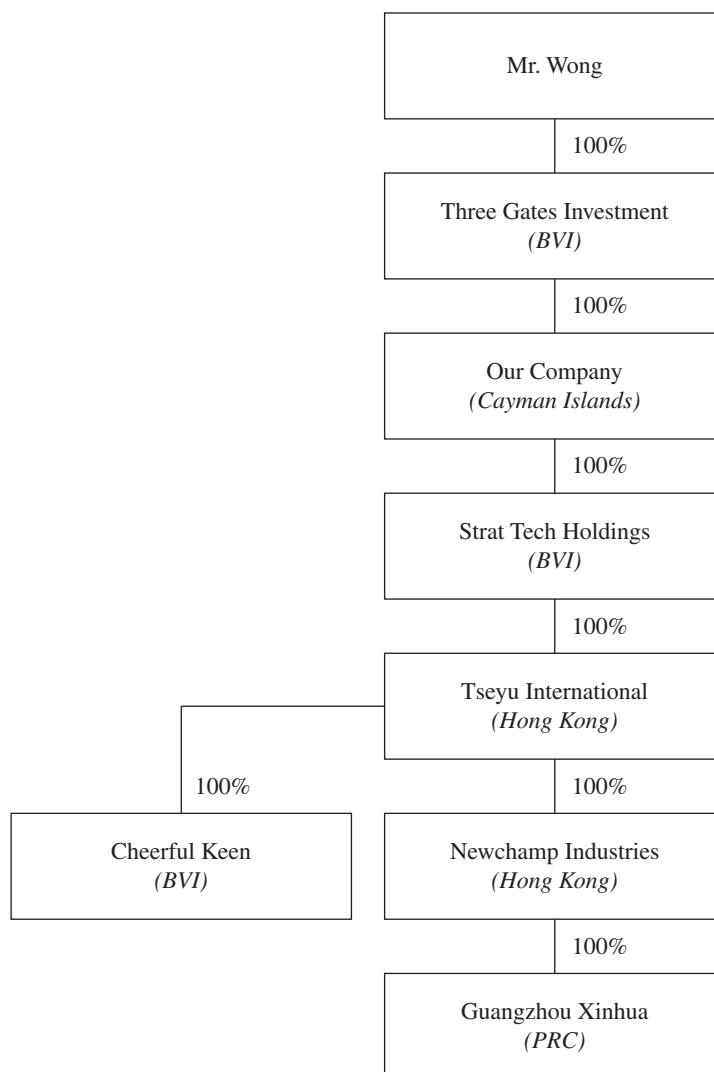 Mr. Wong
100%
Three Gates Investment
(BVI)
100%
Our Company
(Cayman Islands)
100%
Strat Tech Holdings
(BVI)
100%
Tseyu International
(Hong Kong)
100%
100%
Cheerful Keen
(BVI)
Newchamp Industries
(Hong Kong)
100%
Guangzhou Xinhua
(PRC)